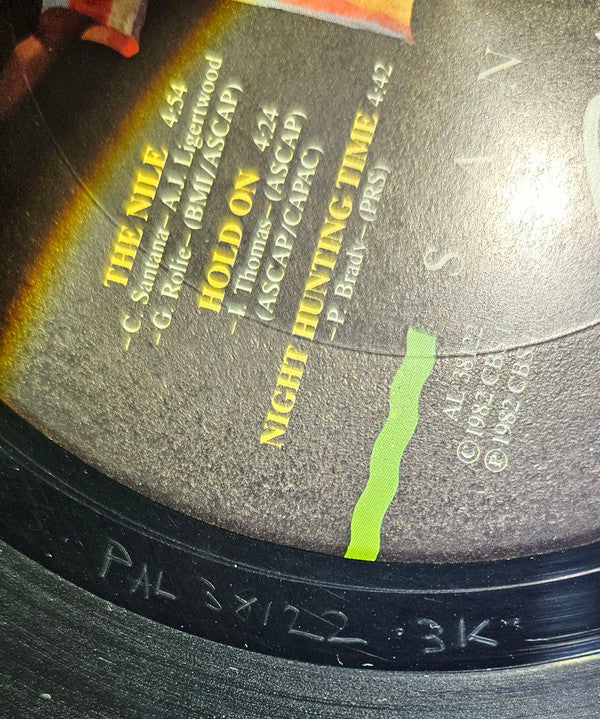 THE NILE 4:54
–C. Santana–A.J. Ligertwood
–G. Rolie–(BMI/ASCAP)
HOLD ON 4:24
–I. Thomas–(ASCAP)
(ASCAP/CAPAC)
NIGHT HUNTING TIME 4:42
–P. Brady–(PRS)
S A V
AL 38122
© 1982 CBS
℗ 1982 CBS
PAL 38122 · 3K"